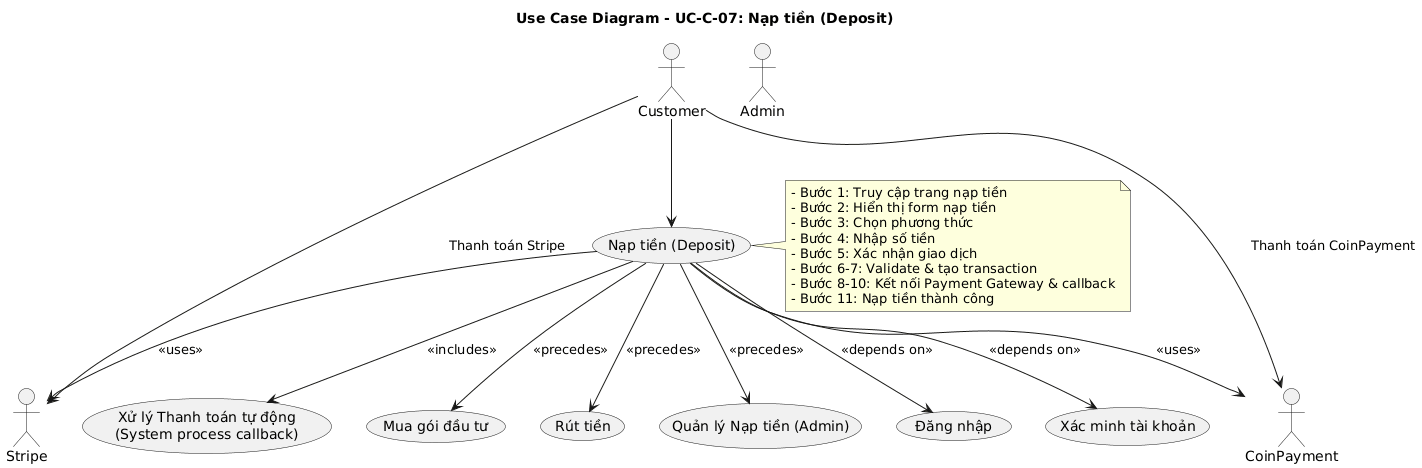 Use Case Diagram - UC-C-07: Nạp tiền (Deposit)
Customer
Admin
- Bước 1: Truy cập trang nạp tiền
- Bước 2: Hiển thị form nạp tiền
- Bước 3: Chọn phương thức
- Bước 4: Nhập số tiền
- Bước 5: Xác nhận giao dịch
- Bước 6-7: Validate & tạo transaction
- Bước 8-10: Kết nối Payment Gateway & callback
- Bước 11: Nạp tiền thành công
Thanh toán Stripe
Nạp tiền (Deposit)
Thanh toán CoinPayment
«uses»
«includes»
«precedes»
«precedes»
«precedes»
«depends on»
«depends on»
«uses»
Stripe
Xử lý Thanh toán tự động
(System process callback)
Mua gói đầu tư
Rút tiền
Quản lý Nạp tiền (Admin)
Đăng nhập
Xác minh tài khoản
CoinPayment